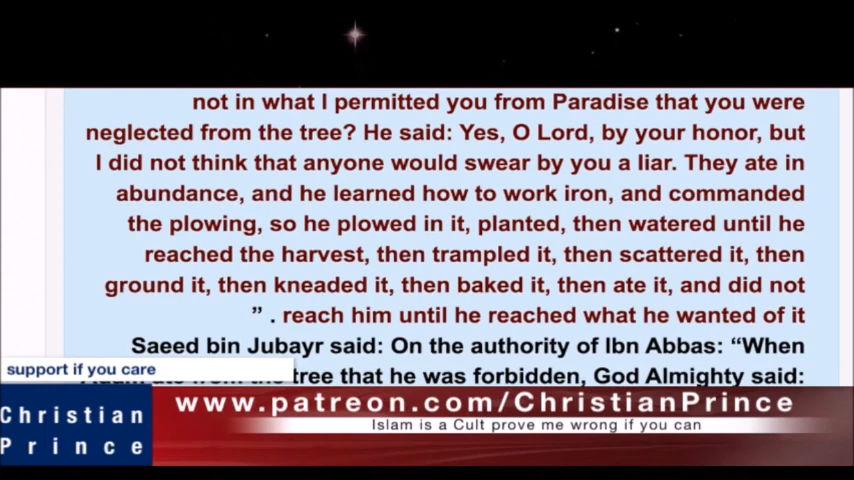 not in what I permitted you from Paradise that you were
neglected from the tree? He said: Yes, O Lord, by your honor, but
I did not think that anyone would swear by you a liar. They ate in
abundance, and he learned how to work iron, and commanded
the plowing, so he plowed in it, planted, then watered until he
reached the harvest, then trampled it, then scattered it, then
ground it, then kneaded it, then baked it, then ate it, and did not
” . reach him until he reached what he wanted of it
Saeed bin Jubayr said: On the authority of Ibn Abbas: “When
Adam ate from the tree that he was forbidden, God Almighty said:
support if you care
www.patreon.com/ChristianPrince
Islam is a Cult prove me wrong if you can
Christian
Prince